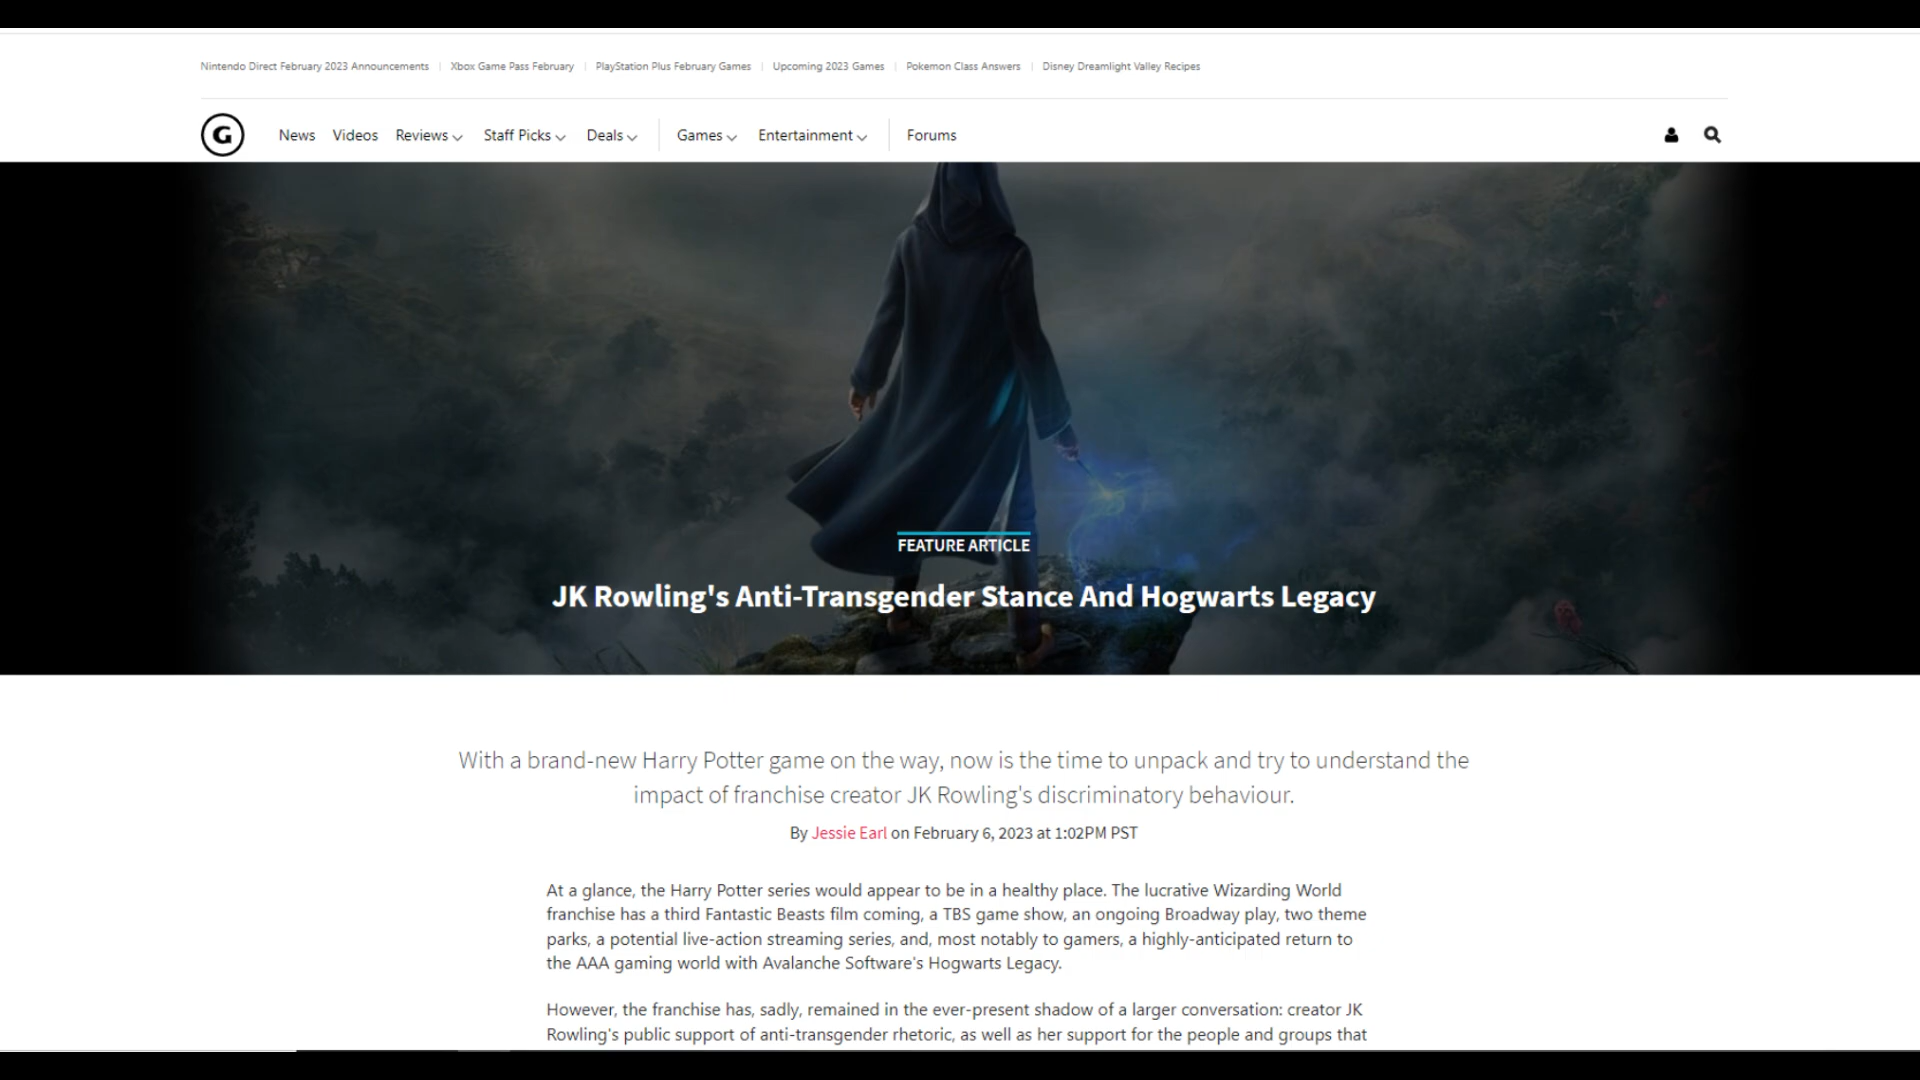 Nintendo Direct February 2023 Announcements | Xbox Game Pass February | PlayStation Plus February Games | Upcoming 2023 Games | Pokemon Class Answers | Disney Dreamlight Valley Recipes
G News Videos Reviews Staff Picks Deals Games Entertainment Forums
FEATURE ARTICLE
JK Rowling's Anti-Transgender Stance And Hogwarts Legacy
With a brand-new Harry Potter game on the way, now is the time to unpack and try to understand the
impact of franchise creator JK Rowling's discriminatory behaviour.
By Jessie Earl on February 6, 2023 at 1:02PM PST
At a glance, the Harry Potter series would appear to be in a healthy place. The lucrative Wizarding World
franchise has a third Fantastic Beasts film coming, a TBS game show, an ongoing Broadway play, two theme
parks, a potential live-action streaming series, and, most notably to gamers, a highly-anticipated return to
the AAA gaming world with Avalanche Software's Hogwarts Legacy.
However, the franchise has, sadly, remained in the ever-present shadow of a larger conversation: creator JK
Rowling's public support of anti-transgender rhetoric, as well as her support for the people and groups that